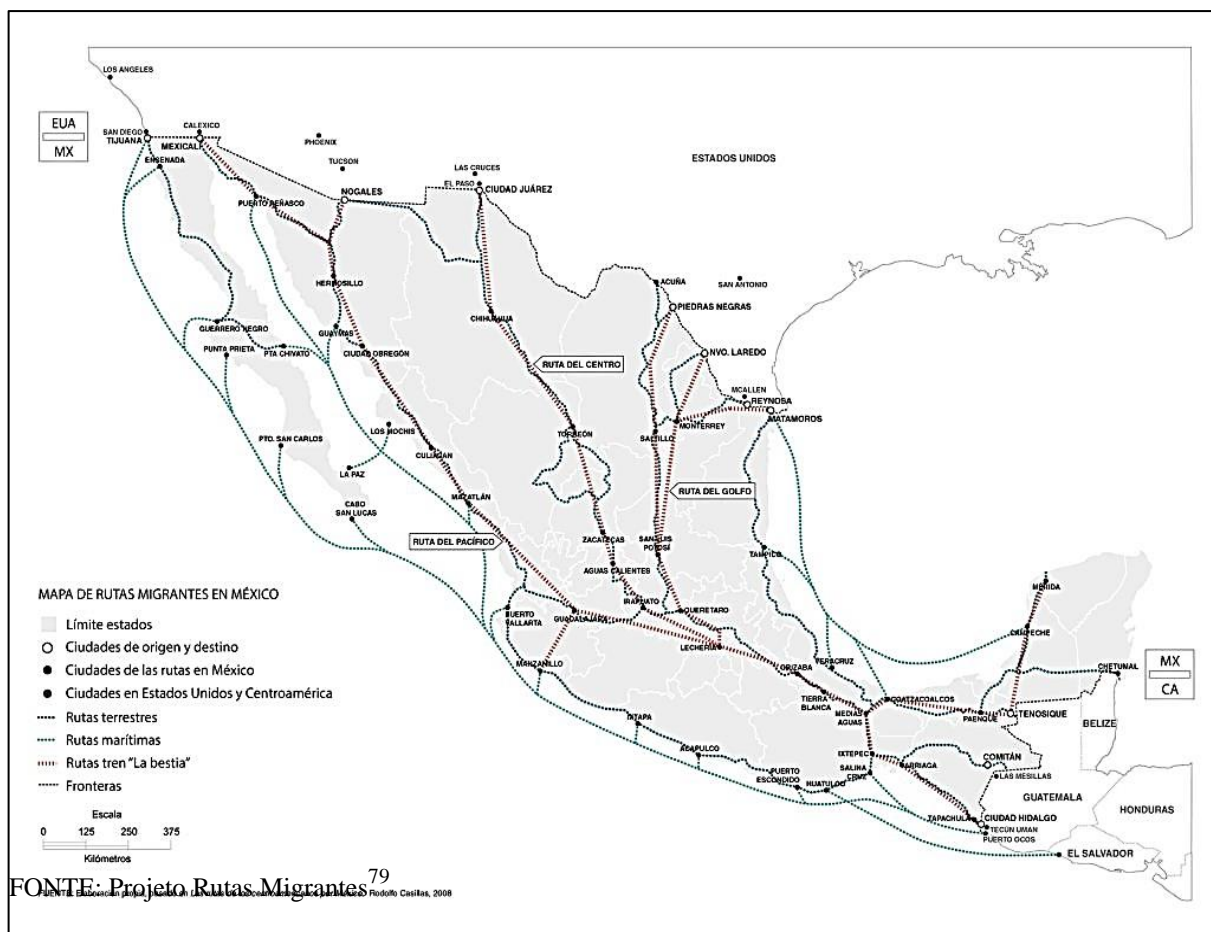 LOS ANGELES
EUA
MX
SAN DIEGO
TIJUANA
CALEXICO
MEXICALI
ENSENADA
PHOENIX
TUCSON
LAS CRUCES
EL PASO
CIUDAD JUÁREZ
ESTADOS UNIDOS
NOGALES
PUERTO PEÑASCO
HERMOSILLO
ACUÑA
SAN ANTONIO
PIEDRAS NEGRAS
CHIHUAHUA
GUERRERO NEGRO
GUAYMAS
PUNTA PRIETA
PTA CHIVATO
CIUDAD OBREGÓN
RUTA DEL CENTRO
NVO. LAREDO
MCALLEN
REYNOSA
MATAMOROS
MONTERREY
LOS MOCHIS
TORREÓN
SALTILLO
PTO. SAN CARLOS
CULIACÁN
LA PAZ
RUTA DEL GOLFO
CABO
SAN LUCAS
MAZATLÁN
RUTA DEL PACÍFICO
ZACATECAS
SAN LUIS
POTOSÍ
TAMPICO
AGUAS CALIENTES
MÉRIDA
PUERTO
VALLARTA
GUADALAJARA
IRAPUATO
QUERETARO
CAMPECHE
LECHERIA
MANZANILLO
ORIZABA
VERACRUZ
CHETUNAL
MX
CA
TIERRA
BLANCA
COATZACOALCOS
MEDIAS
AGUAS
PAENQUE
TENOSIQUE
BELIZE
IXTAPA
ACAPULCO
IXTEPEC
ARRIAGA
COMITÁN
LAS MESILLAS
PUERTO
ESCONDIDO
HUATULCO
SALINA
CRUZ
GUATEMALA
HONDURAS
TAPACHULA
CIUDAD HIDALGO
TECÚN UMAN
PUERTO OCOS
EL SALVADOR
MAPA DE RUTAS MIGRANTES EN MÉXICO
Límite estados
Ciudades de origen y destino
Ciudades de las rutas en México
Ciudades en Estados Unidos y Centroamérica
Rutas terrestres
Rutas marítimas
Rutas tren "La bestia"
Fronteras
Escala
0 125 250 375
Kilómetros
FONTE: Projeto Rutas Migrantes79
Rodolfo Casillas, 2008